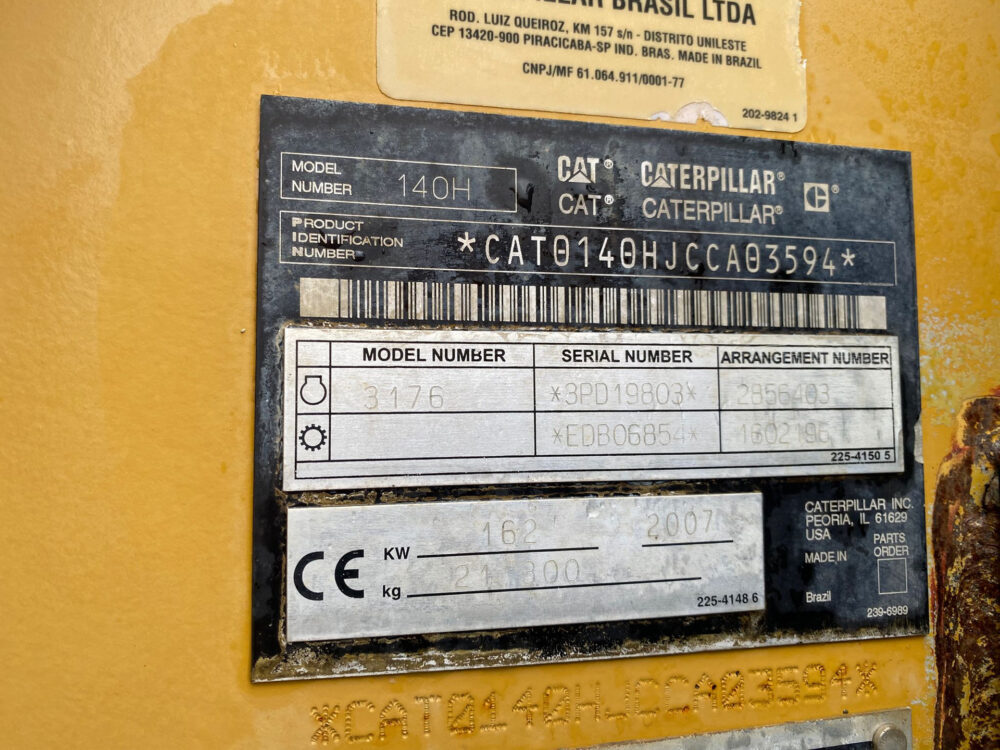 BRASIL LTDA
ROD. LUIZ QUEIROZ, KM 157 s/n - DISTRITO UNILESTE
CEP 13420-900 PIRACICABA-SP IND. BRAS. MADE IN BRAZIL
CNPJ/MF 61.064.911/0001-77
202-9824 1
MODEL
NUMBER 140H
CAT® CATERPILLAR® ®
CAT® CATERPILLAR®
PRODUCT
IDENTIFICATION
NUMBER
*CAT0140HJCCA03594*
MODEL NUMBER SERIAL NUMBER ARRANGEMENT NUMBER
3176 *3PD19803* 2856403
*EDB06854* 1602196
225-4150 5
CE KW 162 2007
kg
225-4148 6
CATERPILLAR INC.
PEORIA, IL 61629
USA
MADE IN
PARTS
ORDER
Brazil
239-6989
*CAT0140HJCCA03594*